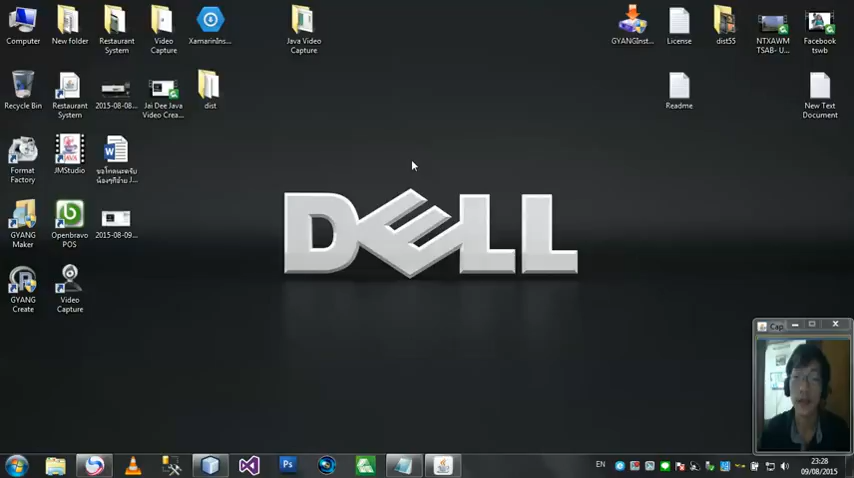 Computer
New folder
Restaurant
System
Video
Capture
XamarinIns...
Java Video
Capture
GYANGInst...
License
dist55
NTXAWM
TSAB- U...
Facebook
tswb
Recycle Bin
Restaurant
System
2015-08-08...
Jai Dee Java
Video Crea...
dist
Readme
New Text
Document
Format
Factory
JMStudio
2015-08-09...
GYANG
Maker
Openbravo
POS
GYANG
Create
Video
Capture
DELL
Cap
EN
23:28
09/08/2015